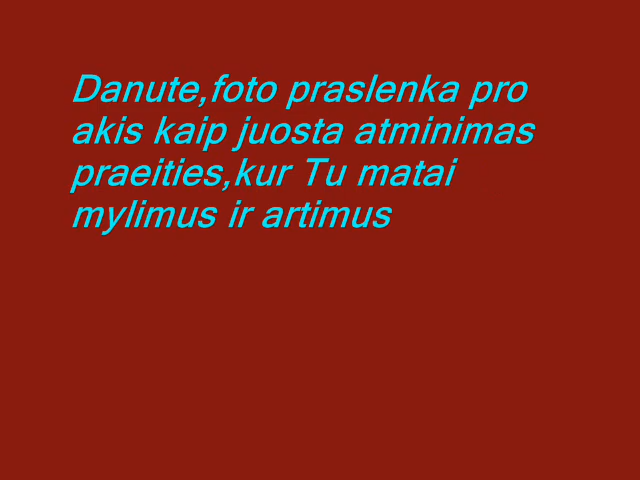 Danute,foto praslenka pro
akis kaip juosta atminimas
praeities,kur Tu matai
mylimus ir artimus